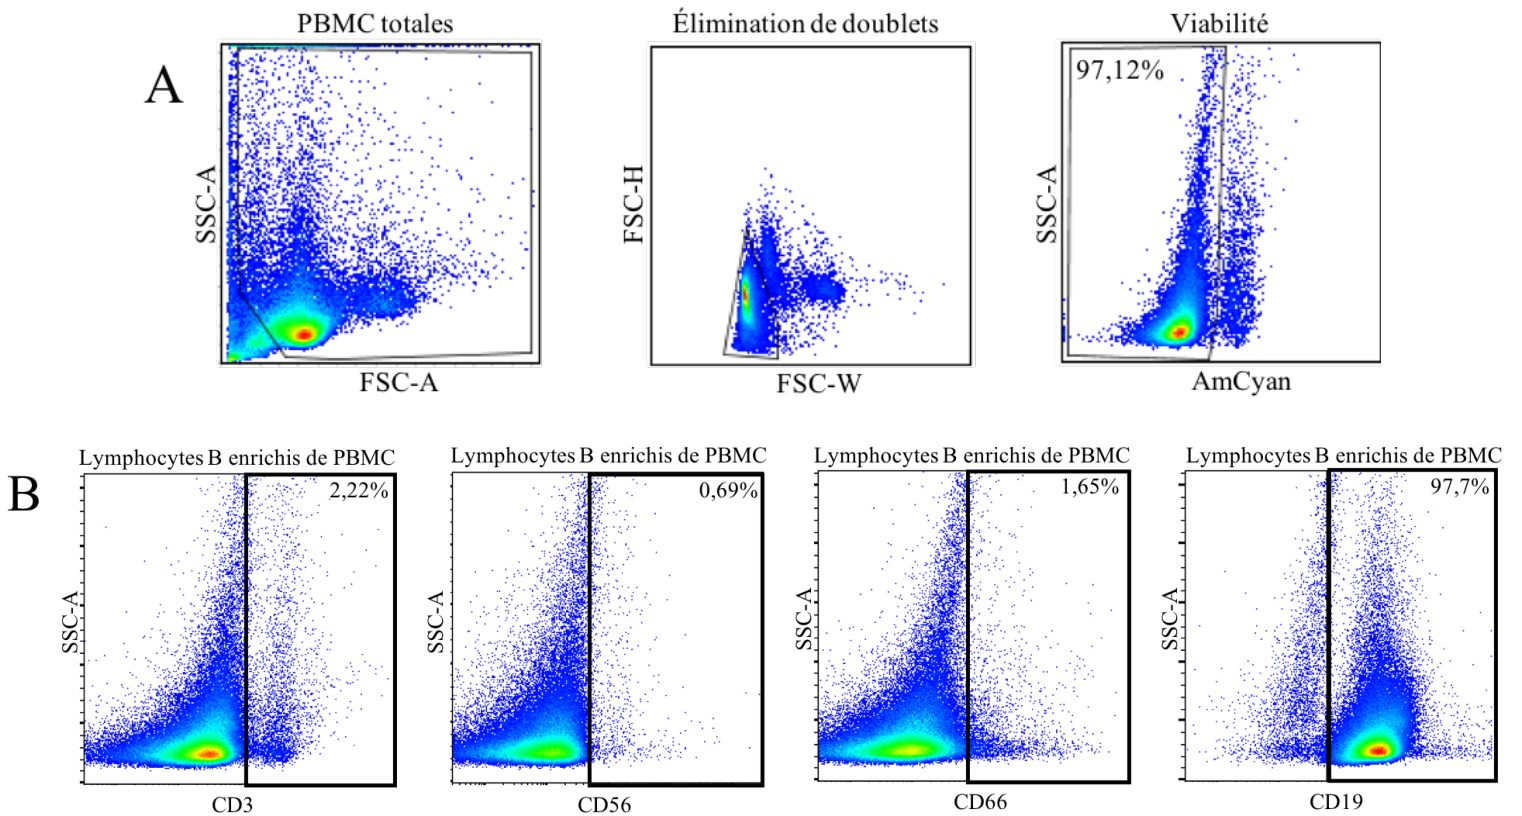 PBMC totales
Élimination de doublets
Viabilité
A
SSC-A
FSC-A
FSC-H
FSC-W
97,12%
SSC-A
AmCyan
B
Lymphocytes B enrichis de PBMC
2,22%
SSC-A
CD3
Lymphocytes B enrichis de PBMC
0,69%
SSC-A
CD56
Lymphocytes B enrichis de PBMC
1,65%
SSC-A
CD66
Lymphocytes B enrichis de PBMC
97,7%
SSC-A
CD19